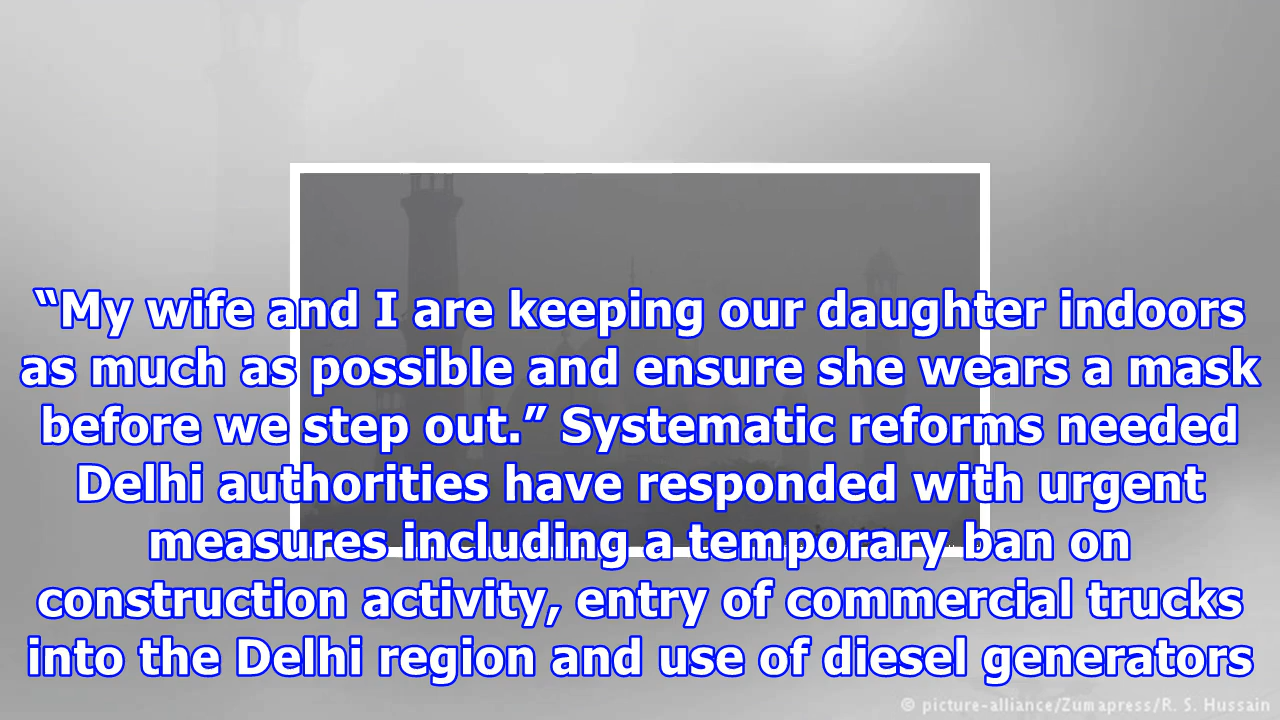 “My wife and I are keeping our daughter indoors
as much as possible and ensure she wears a mask
before we step out.” Systematic reforms needed
Delhi authorities have responded with urgent
measures including a temporary ban on
construction activity, entry of commercial trucks
into the Delhi region and use of diesel generators
© picture-alliance/Zumapress/R. S. Hussain